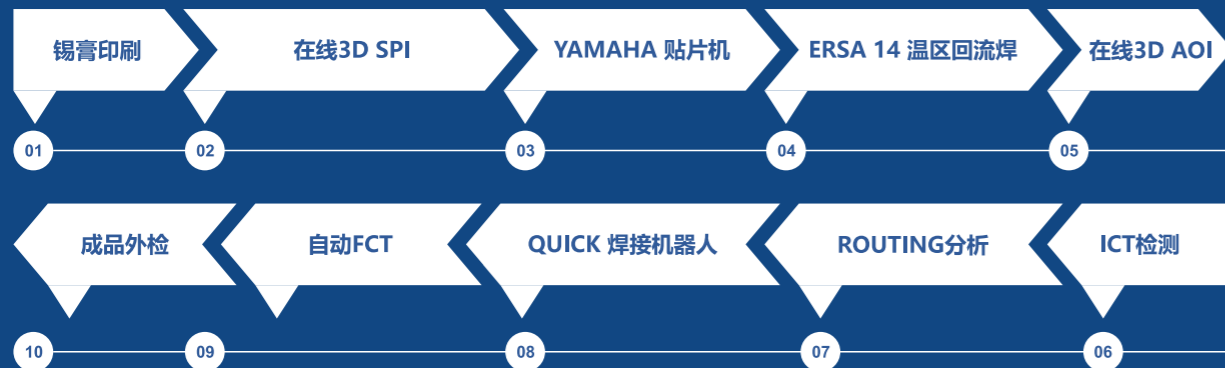 锡膏印刷
在线3D SPI
YAMAHA 贴片机
ERSA 14 温区回流焊
在线3D AOI
01
02
03
04
05
成品外检
自动FCT
QUICK 焊接机器人
ROUTING分析
ICT检测
10
09
08
07
06